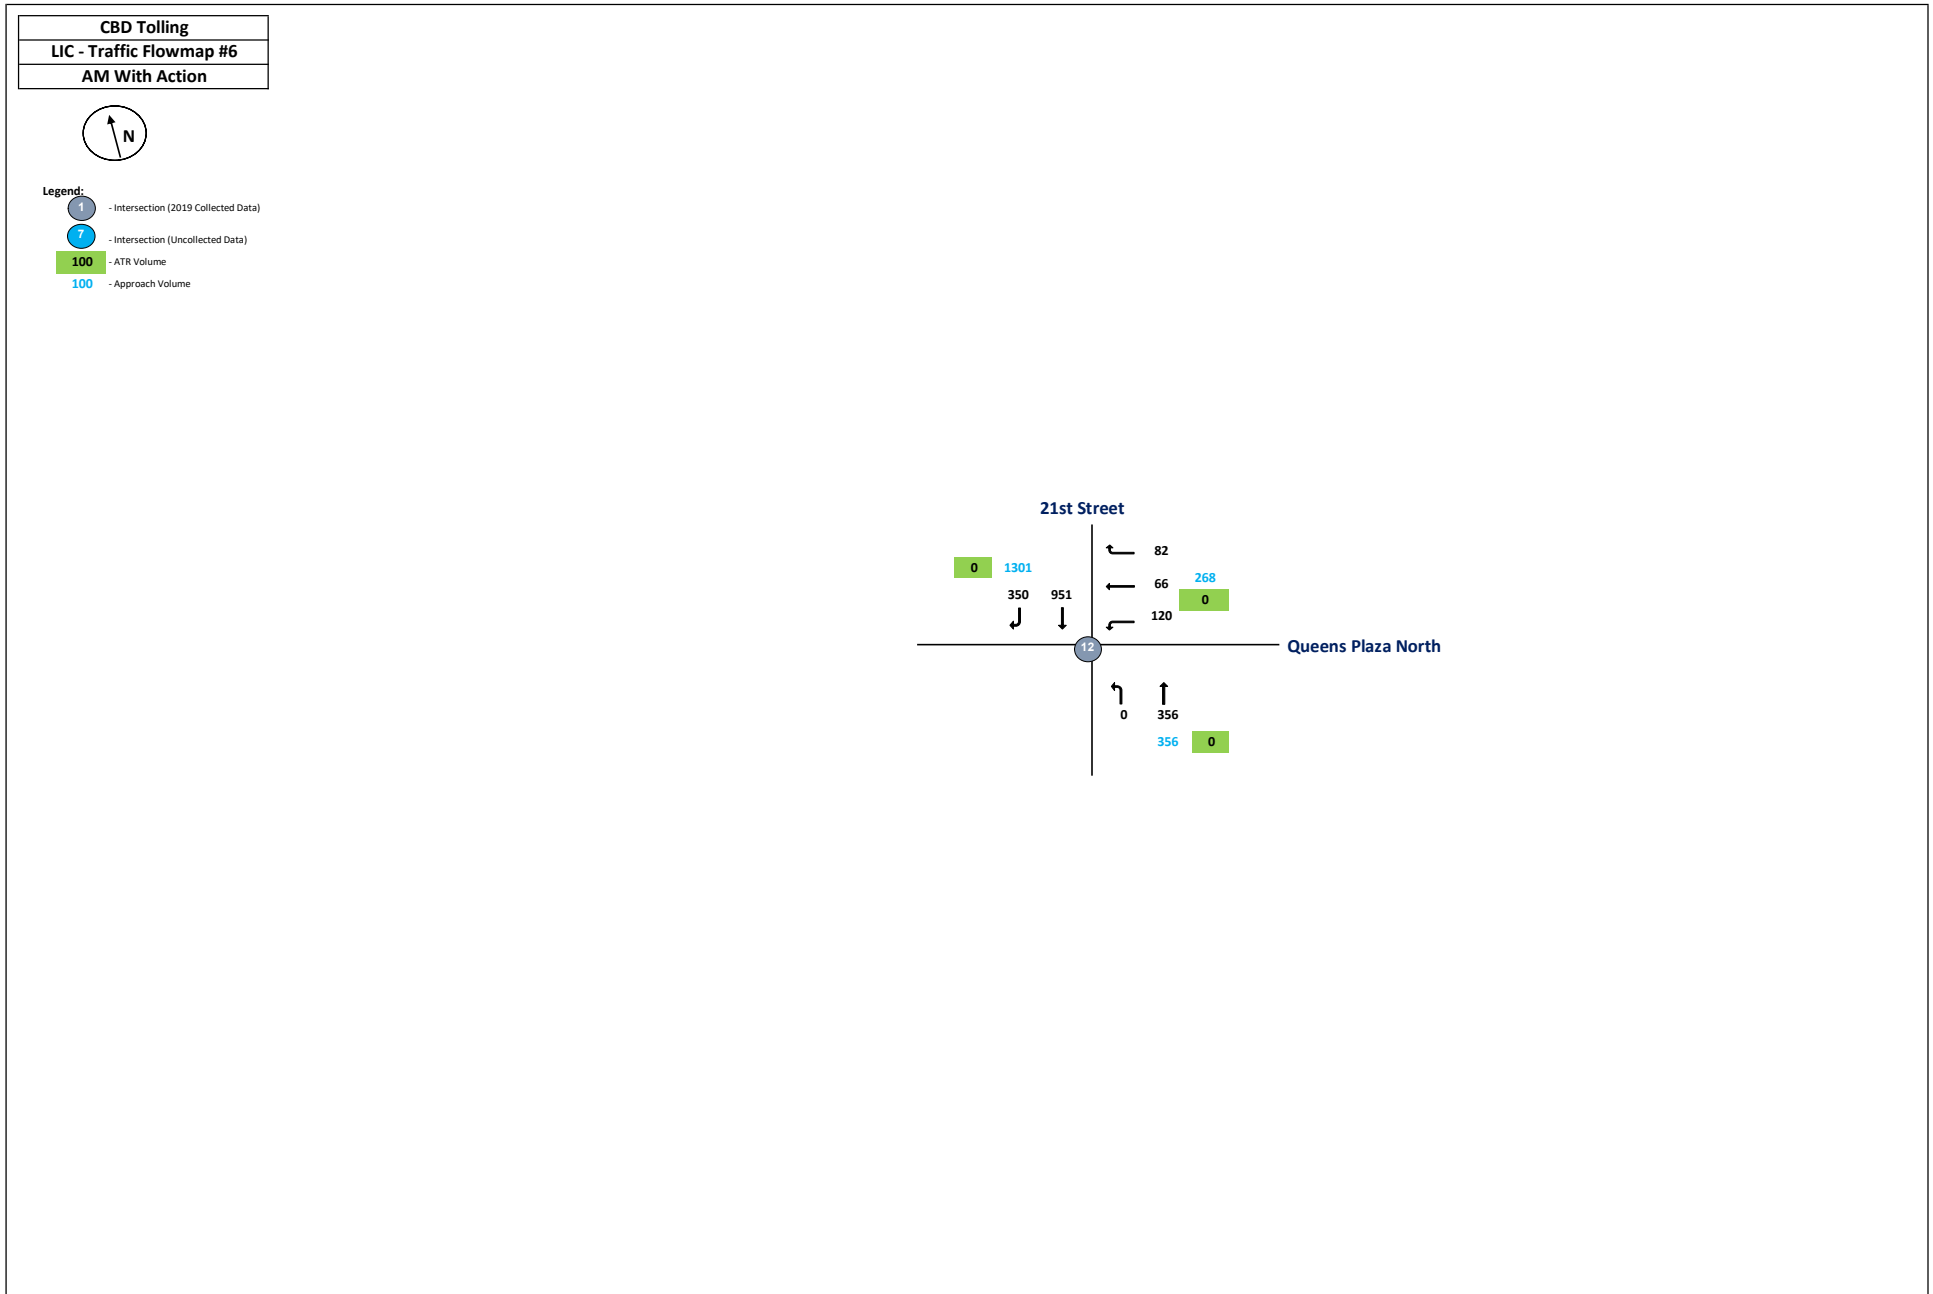 CBD Tolling
LIC - Traffic Flowmap #6
AM With Action
N
Legend:
1 - Intersection (2019 Collected Data)
7 - Intersection (Uncollected Data)
100 - ATR Volume
100 - Approach Volume
21st Street
82
0 1301
66 268
350 951
0
120
12
Queens Plaza North
0 356
356 0